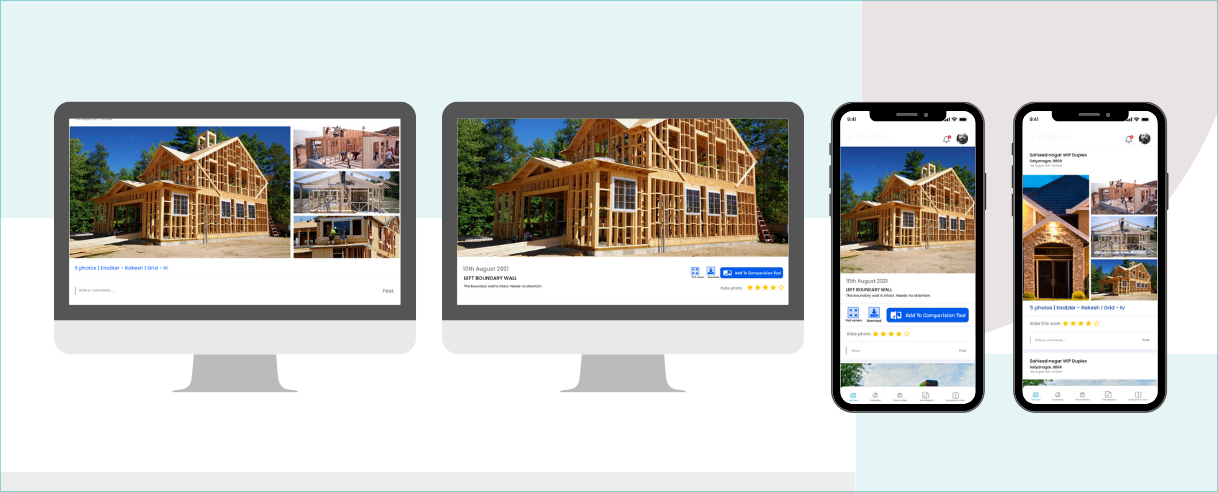 5 photos | Enabler - Rakesh | Grid - IV
Write a comment....
Post
10th August 2021
LEFT BOUNDARY WALL
The boundary wall is intact. Needs no attention.
Full screen
Download
Add To Comparision Tool
Rate photo
9:41
10th August 2021
LEFT BOUNDARY WALL
The boundary wall is intact. Needs no attention.
Full screen
Download
Add To Comparision Tool
Rate photo
Post
9:41
Saheed nagar WIP Duplex
Satyanagar, BBSR
5 photos | Enabler - Rakesh | Grid - IV
Rate this work
Write a comment....
Post
Saheed nagar WIP Duplex
Satyanagar, BBSR